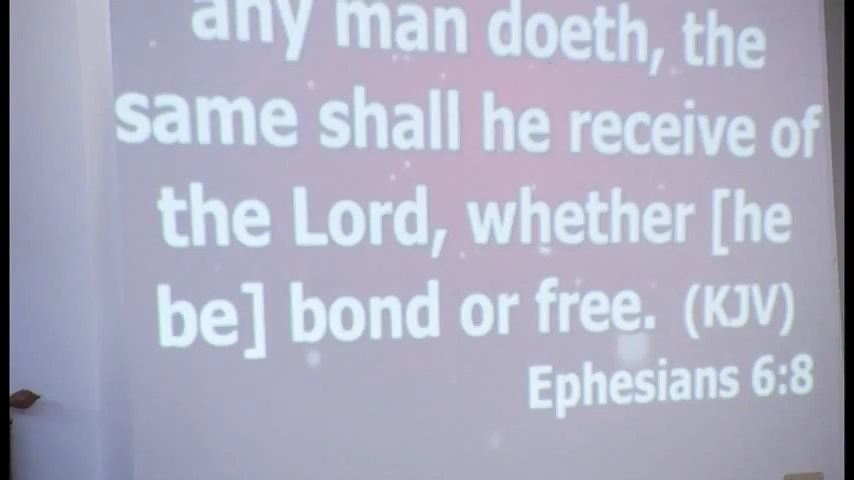 any man doeth, the
same shall he receive of
the Lord, whether [he
be] bond or free. (KJV)
Ephesians 6:8